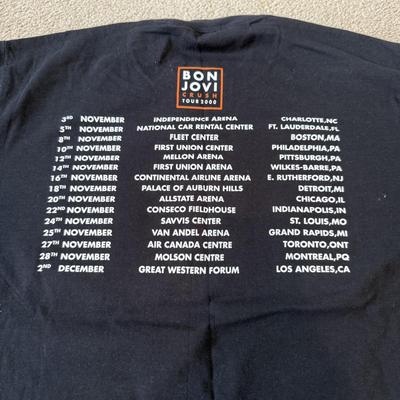 BON
JOVI
CRUSH
TOUR 2000
3RD NOVEMBER INDEPENDENCE ARENA CHARLOTTE,NC
5TH NOVEMBER NATIONAL CAR RENTAL CENTER FT. LAUDERDALE,FL
8TH NOVEMBER FLEET CENTER BOSTON,MA
10TH NOVEMBER FIRST UNION CENTER PHILADELPHIA,PA
12TH NOVEMBER MELLON ARENA PITTSBURGH,PA
14TH NOVEMBER FIRST UNION ARENA WILKES-BARRE,PA
16TH NOVEMBER CONTINENTAL AIRLINE ARENA E. RUTHERFORD,NJ
18TH NOVEMBER PALACE OF AUBURN HILLS DETROIT,MI
20TH NOVEMBER ALLSTATE ARENA CHICAGO,IL
22ND NOVEMBER CONSECO FIELDHOUSE INDIANAPOLIS,IN
24TH NOVEMBER SAVVIS CENTER ST. LOUIS,MO
25TH NOVEMBER VAN ANDEL ARENA GRAND RAPIDS,MI
27TH NOVEMBER AIR CANADA CENTRE TORONTO,ONT
28TH NOVEMBER MOLSON CENTRE MONTREAL,PQ
2ND DECEMBER GREAT WESTERN FORUM LOS ANGELES,CA